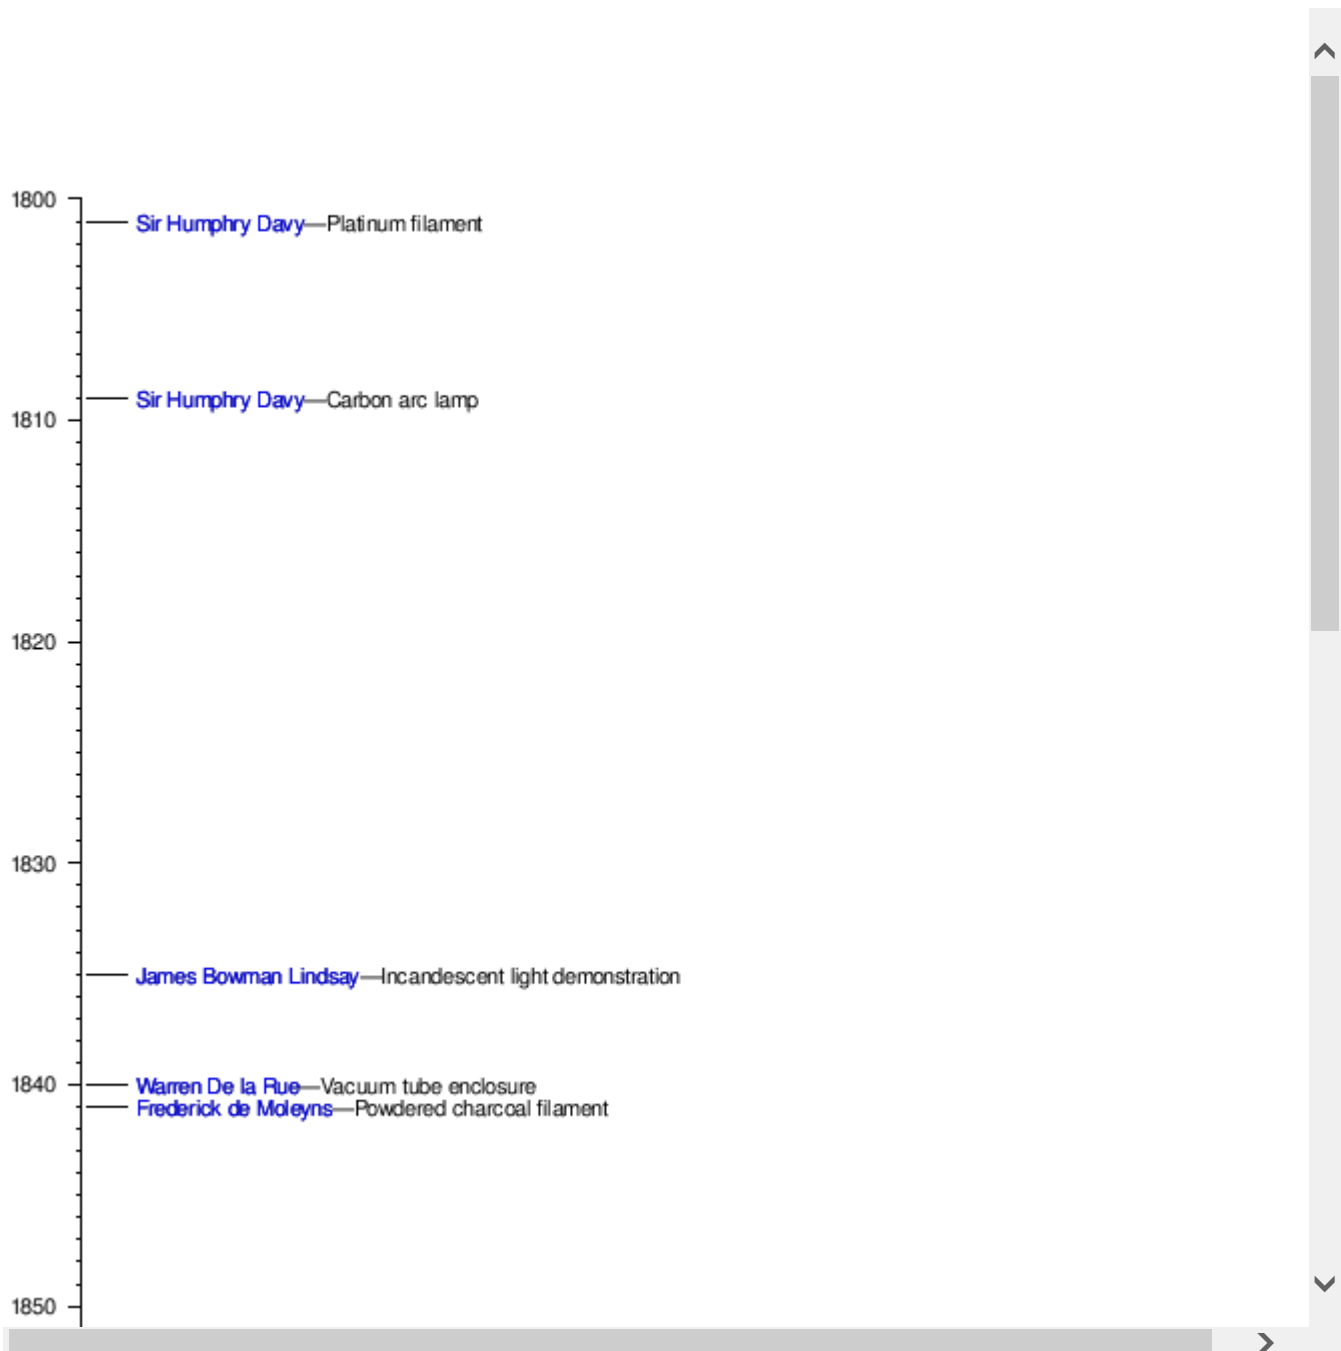 1800
Sir Humphry Davy—Platinum filament
Sir Humphry Davy—Carbon arc lamp
1810
1820
1830
James Bowman Lindsay—Incandescent light demonstration
1840
Warren De la Rue—Vacuum tube enclosure
Frederick de Moleyns—Powdered charcoal filament
1850